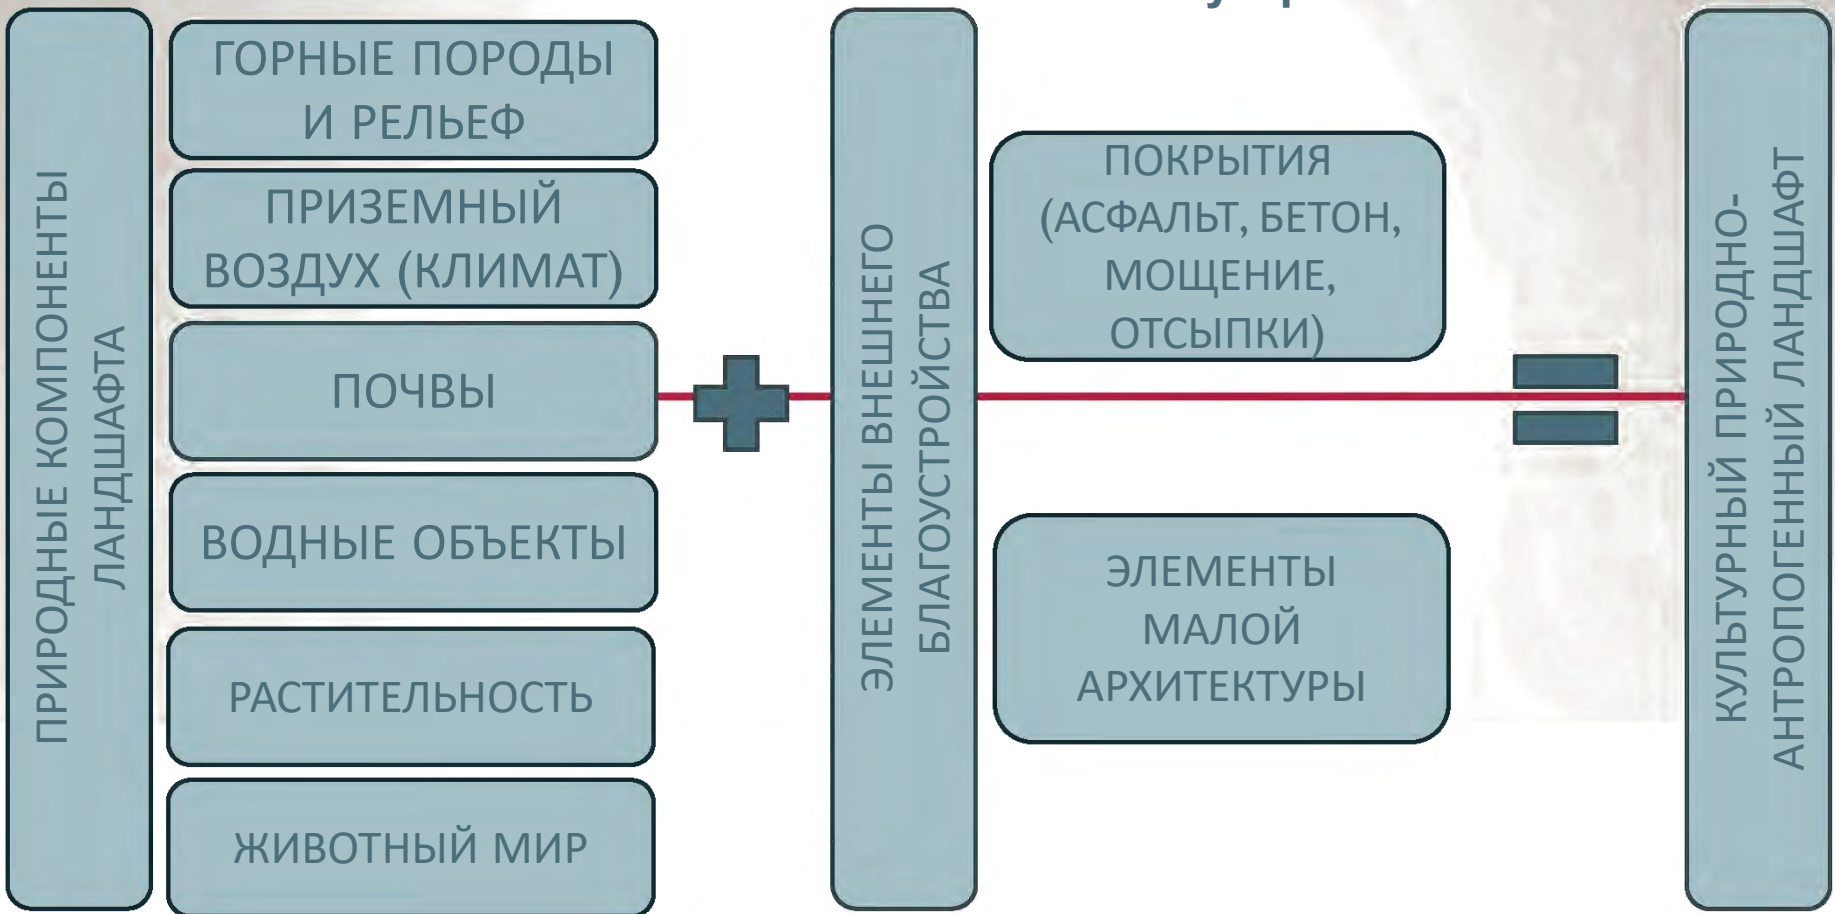 ПРИРОДНЫЕ КОМПОНЕНТЫ
ЛАНДШАФТА
ГОРНЫЕ ПОРОДЫ
И РЕЛЬЕФ
ПРИЗЕМНЫЙ
ВОЗДУХ (КЛИМАТ)
ПОЧВЫ
ВОДНЫЕ ОБЪЕКТЫ
РАСТИТЕЛЬНОСТЬ
ЖИВОТНЫЙ МИР
ЭЛЕМЕНТЫ ВНЕШНЕГО
БЛАГОУСТРОЙСТВА
ПОКРЫТИЯ
(АСФАЛЬТ, БЕТОН,
МОЩЕНИЕ,
ОТСЫПКИ)
ЭЛЕМЕНТЫ
МАЛОЙ
АРХИТЕКТУРЫ
КУЛЬТУРНЫЙ ПРИРОДНО-
АНТРОПОГЕННЫЙ ЛАНДШАФТ